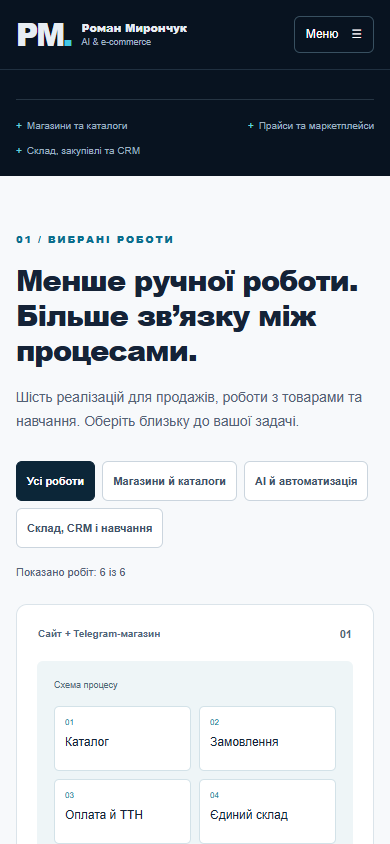 РМ.
Роман Мирончук
AI & e-commerce
Меню ☰
+ Магазини та каталоги
+ Прайси та маркетплейси
+ Склад, закупівлі та CRM
01 / ВИБРАНІ РОБОТИ
Менше ручної роботи.
Більше зв’язку між
процесами.
Шість реалізацій для продажів, роботи з товарами та
навчання. Оберіть близьку до вашої задачі.
Усі роботи
Магазини й каталоги
AI й автоматизація
Склад, CRM і навчання
Показано робіт: 6 із 6
Сайт + Telegram-магазин
01
Схема процесу
01
Каталог
02
Замовлення
03
Оплата й ТТН
04
Єдиний склад